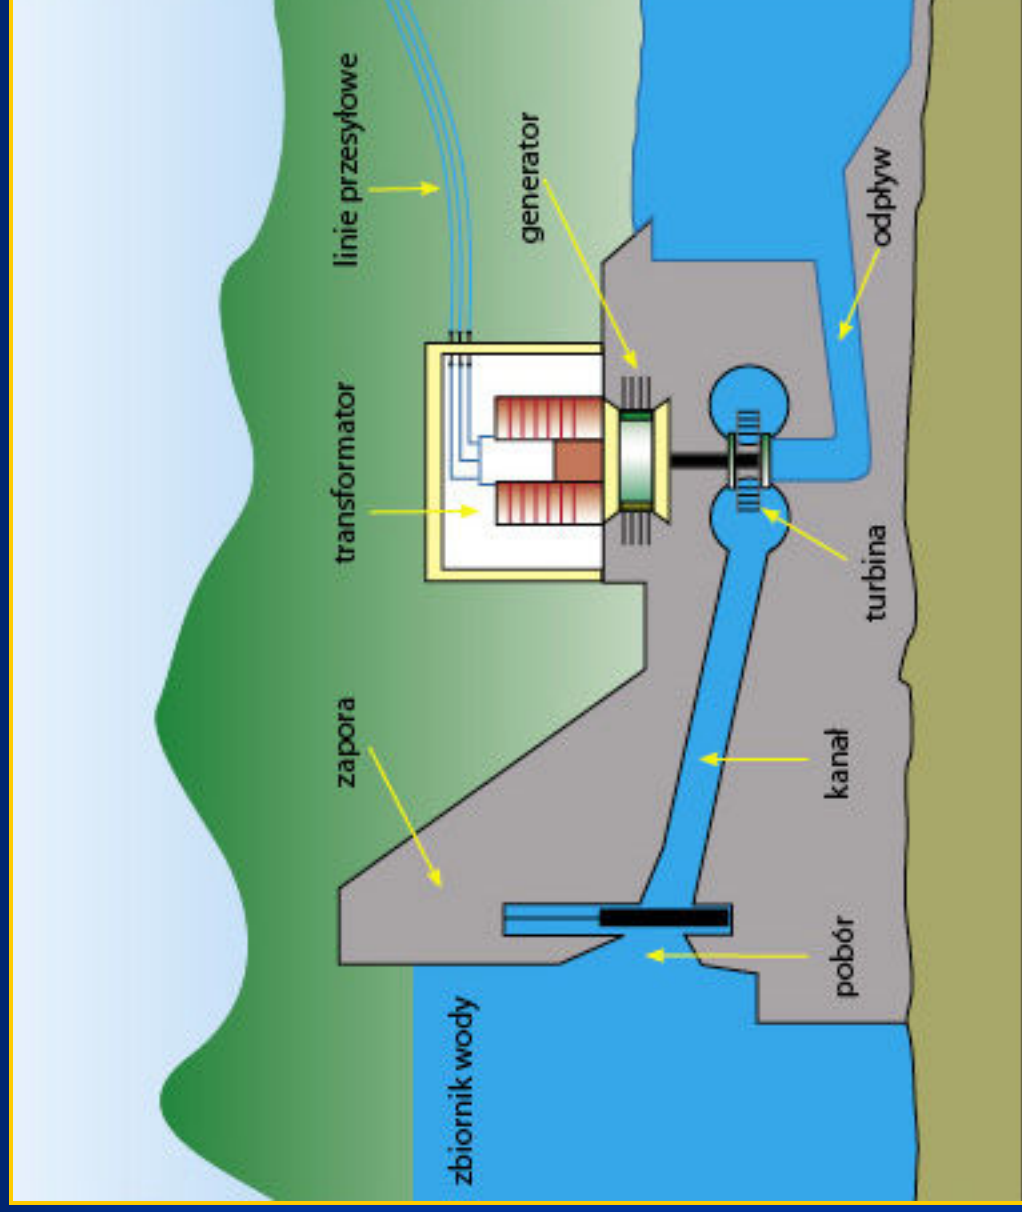 zbiornik wody
zapora
transformator
linie przesyłowe
generator
pobór
kanał
turbina
odpływ